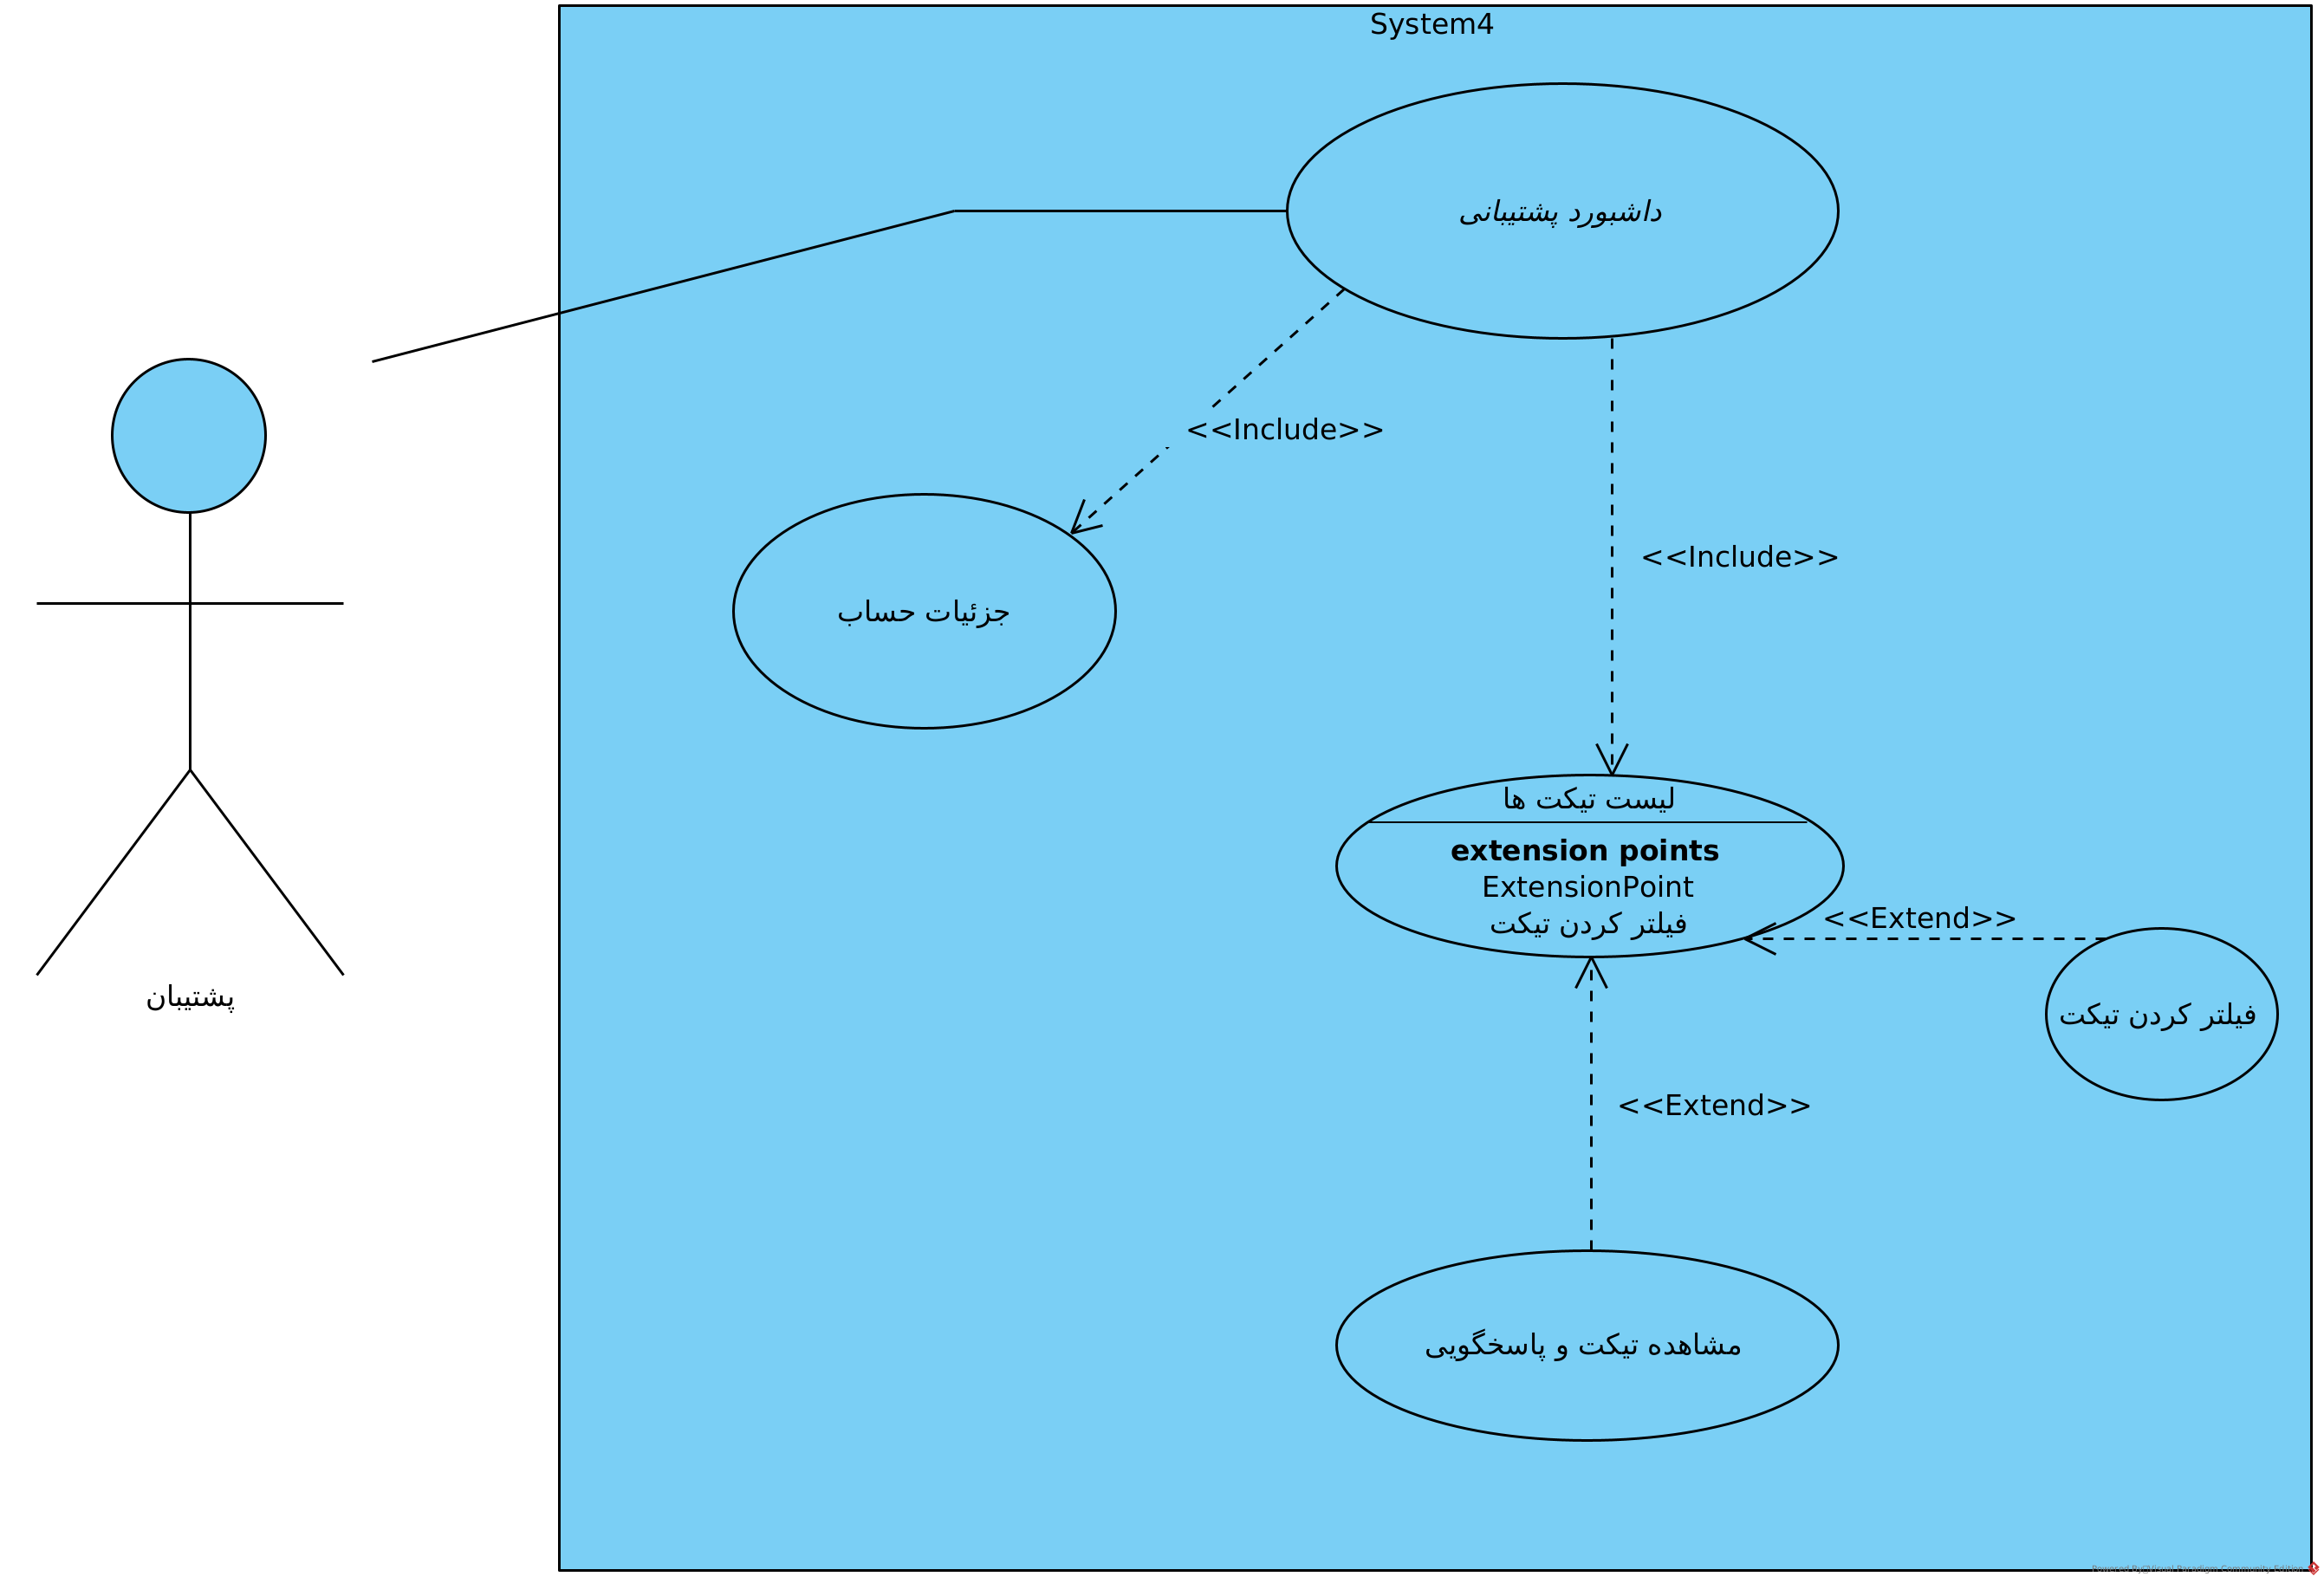 System4
داشبورد پشتیبانی
<<Include>>
<<Include>>
جزئیات حساب
لیست تیکت ها
extension points
ExtensionPoint
فیلتر کردن تیکت
<<Extend>>
فیلتر کردن تیکت
پشتیبان
<<Extend>>
مشاهده تیکت و پاسخگویی
Powered By Visual Paradigm Community Edition